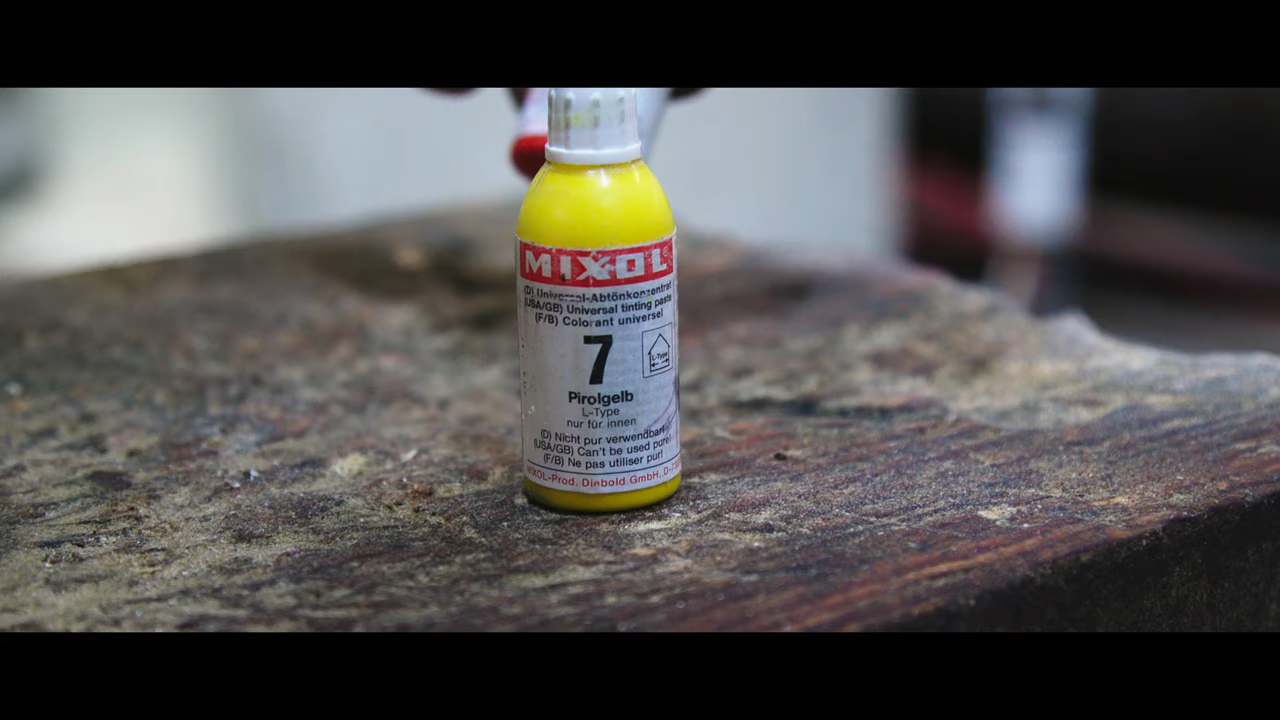 MIXOL
(D) Universal-Abtönkonzentrat
(USA/GB) Universal tinting paste
(F/B) Colorant universel
7
L-Type
Pirolgelb
L-Type
nur für innen
(D) Nicht pur verwendbar!
(USA/GB) Can't be used pure!
(F/B) Ne pas utiliser pur!
MIXOL-Prod. Diebold GmbH,